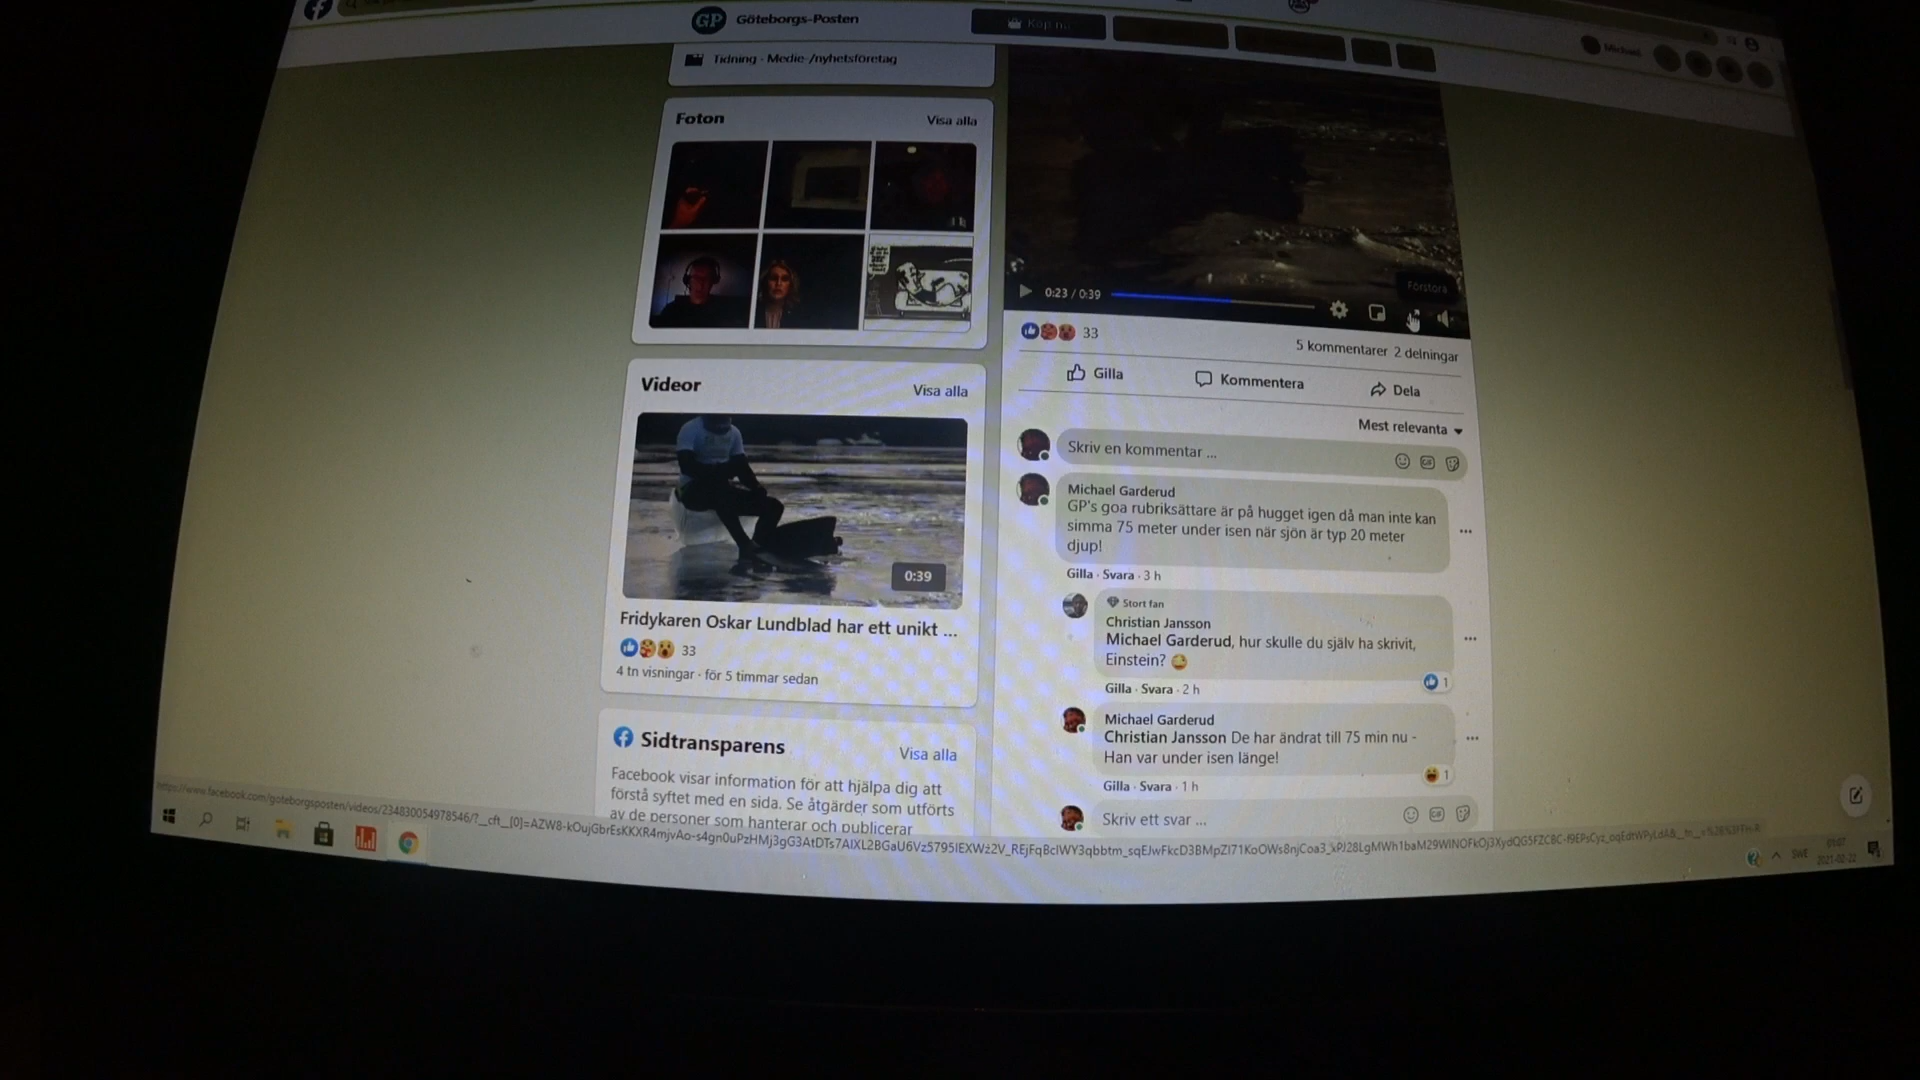 GP Göteborgs-Posten
Köp nu
Michael
Tidning · Medie-/nyhetsföretag
Foton
Visa alla
Videor
Visa alla
0:39
Fridykaren Oskar Lundblad har ett unikt ...
33
4 tn visningar · för 5 timmar sedan
Sidtransparens
Visa alla
Facebook visar information för att hjälpa dig att
förstå syftet med en sida. Se åtgärder som utförts
av de personer som hanterar och publicerar
0:23 / 0:39
Förstora
33
5 kommentarer 2 delningar
Gilla
Kommentera
Dela
Mest relevanta
Skriv en kommentar ...
Michael Garderud
GP's goa rubriksättare är på hugget igen då man inte kan
simma 75 meter under isen när sjön är typ 20 meter
djup!
Gilla · Svara · 3 h
Stort fan
Christian Jansson
Michael Garderud, hur skulle du själv ha skrivit,
Einstein?
1
Gilla · Svara · 2 h
Michael Garderud
Christian Jansson De har ändrat till 75 min nu -
Han var under isen länge!
1
Gilla · Svara · 1 h
Skriv ett svar ...
https://www.facebook.com/goteborgsposten/videos/234830054978546/?__cft__[0]=
SWE
01:07
2021-02-22